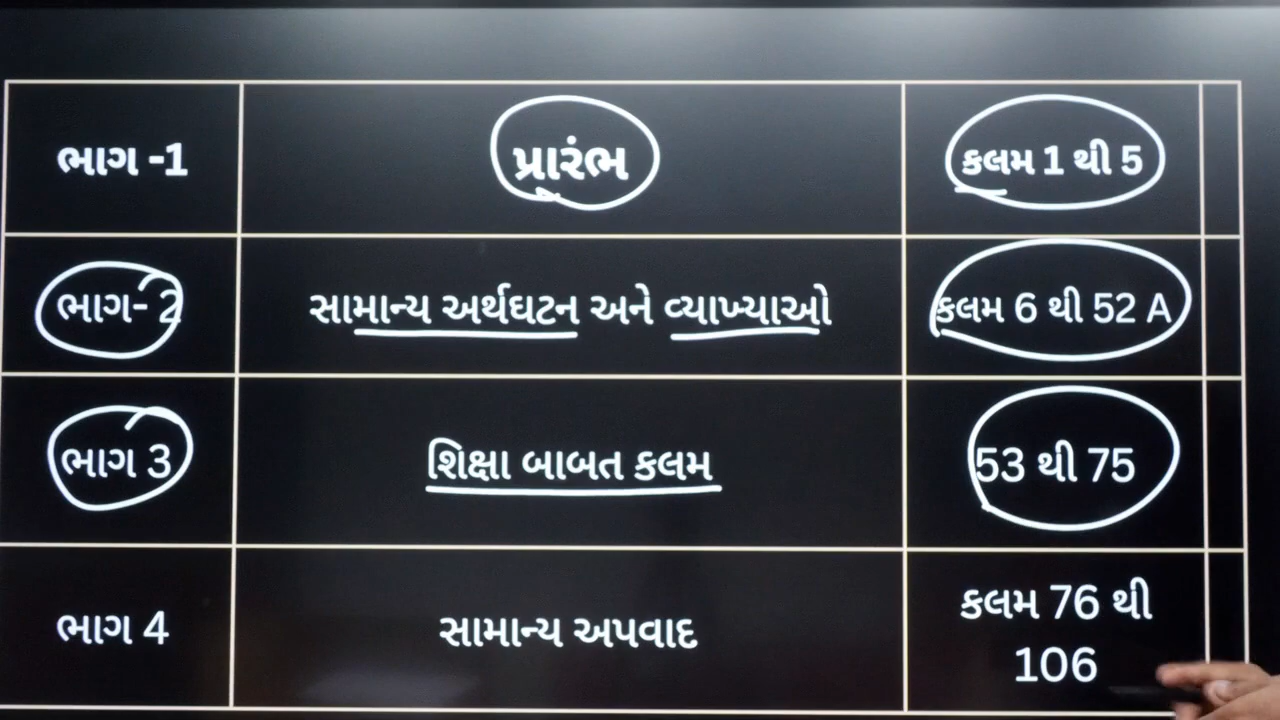 ભાગ -1 પ્રારંભ કલમ 1 થી 5
ભાગ- 2 સામાન્ય અર્થઘટન અને વ્યાખ્યાઓ કલમ 6 થી 52 A
ભાગ 3 શિક્ષા બાબત કલમ 53 થી 75
ભાગ 4 સામાન્ય અપવાદ કલમ 76 થી
106